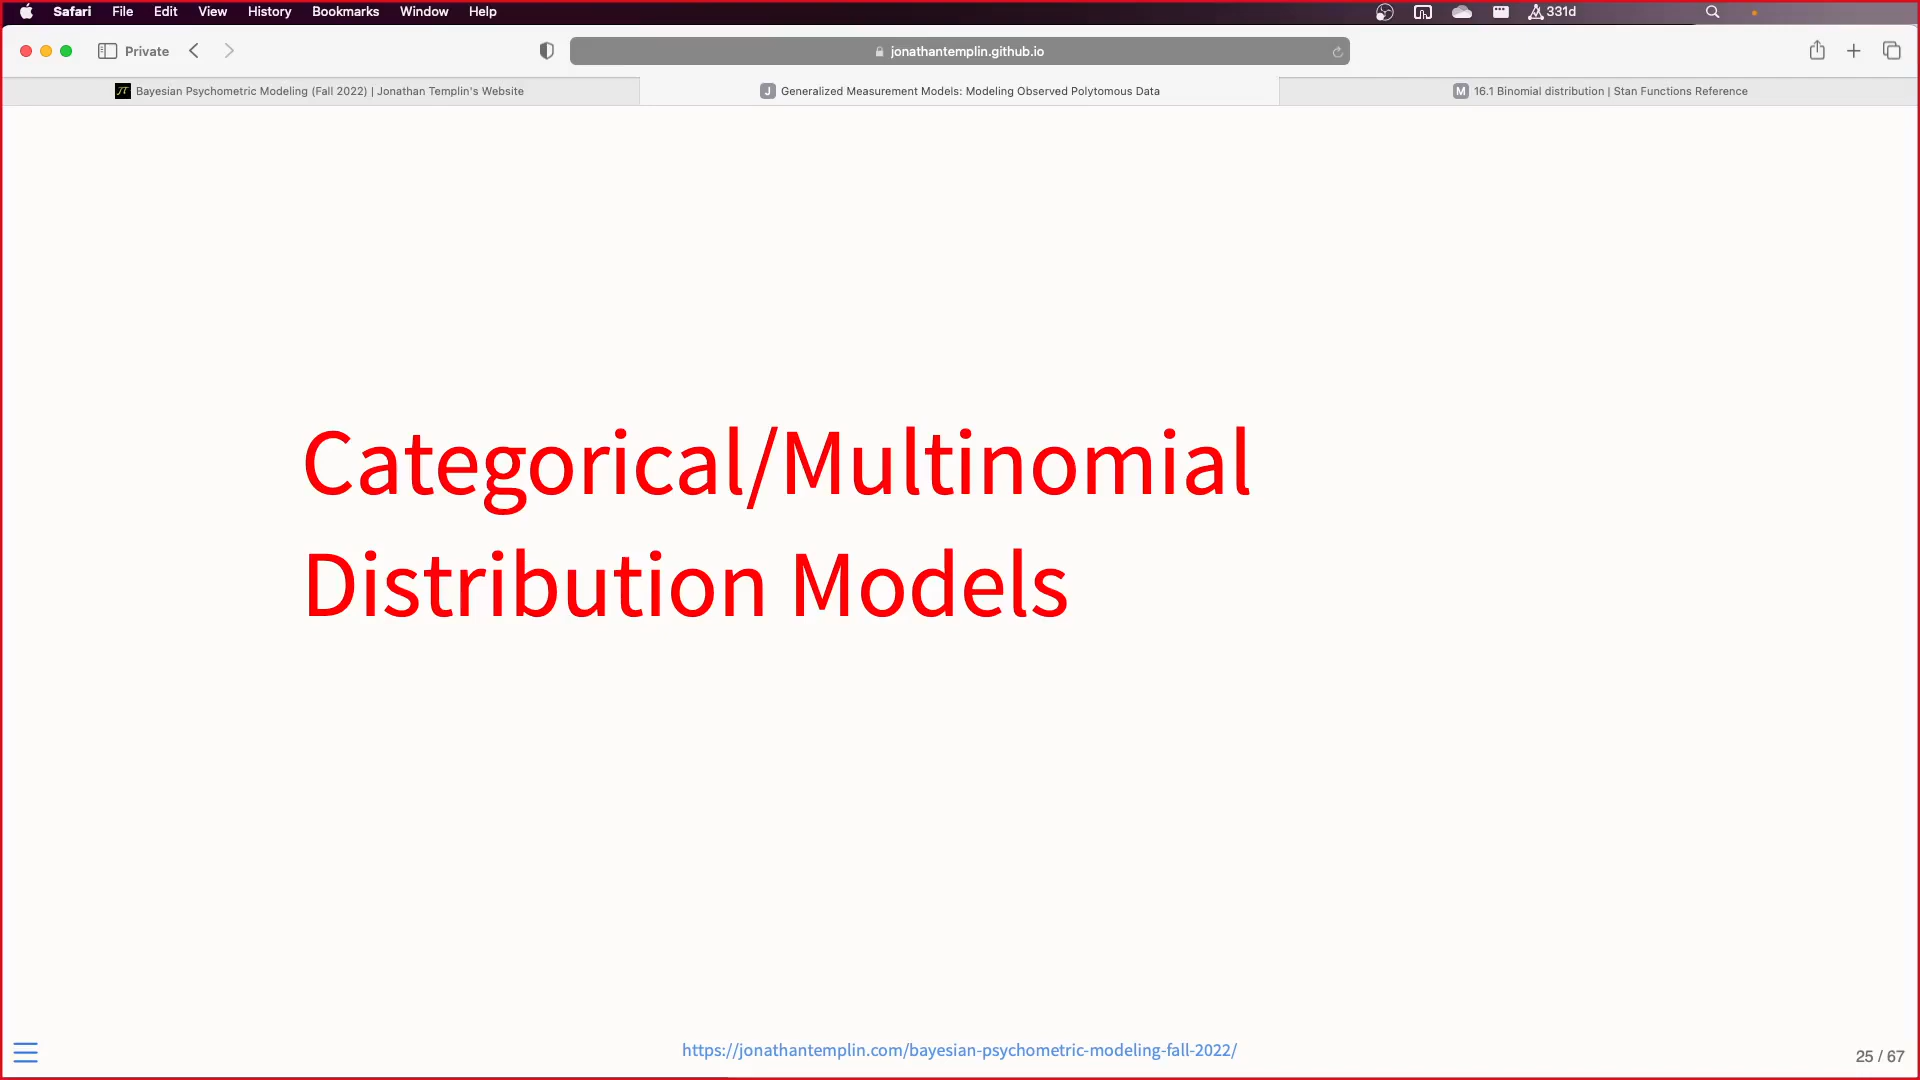 Safari File Edit View History Bookmarks Window Help 331d
Private jonathantemplin.github.io
Bayesian Psychometric Modeling (Fall 2022) | Jonathan Templin's Website J Generalized Measurement Models: Modeling Observed Polytomous Data M 16.1 Binomial distribution | Stan Functions Reference
Categorical/Multinomial
Distribution Models
https://jonathantemplin.com/bayesian-psychometric-modeling-fall-2022/
25 / 67